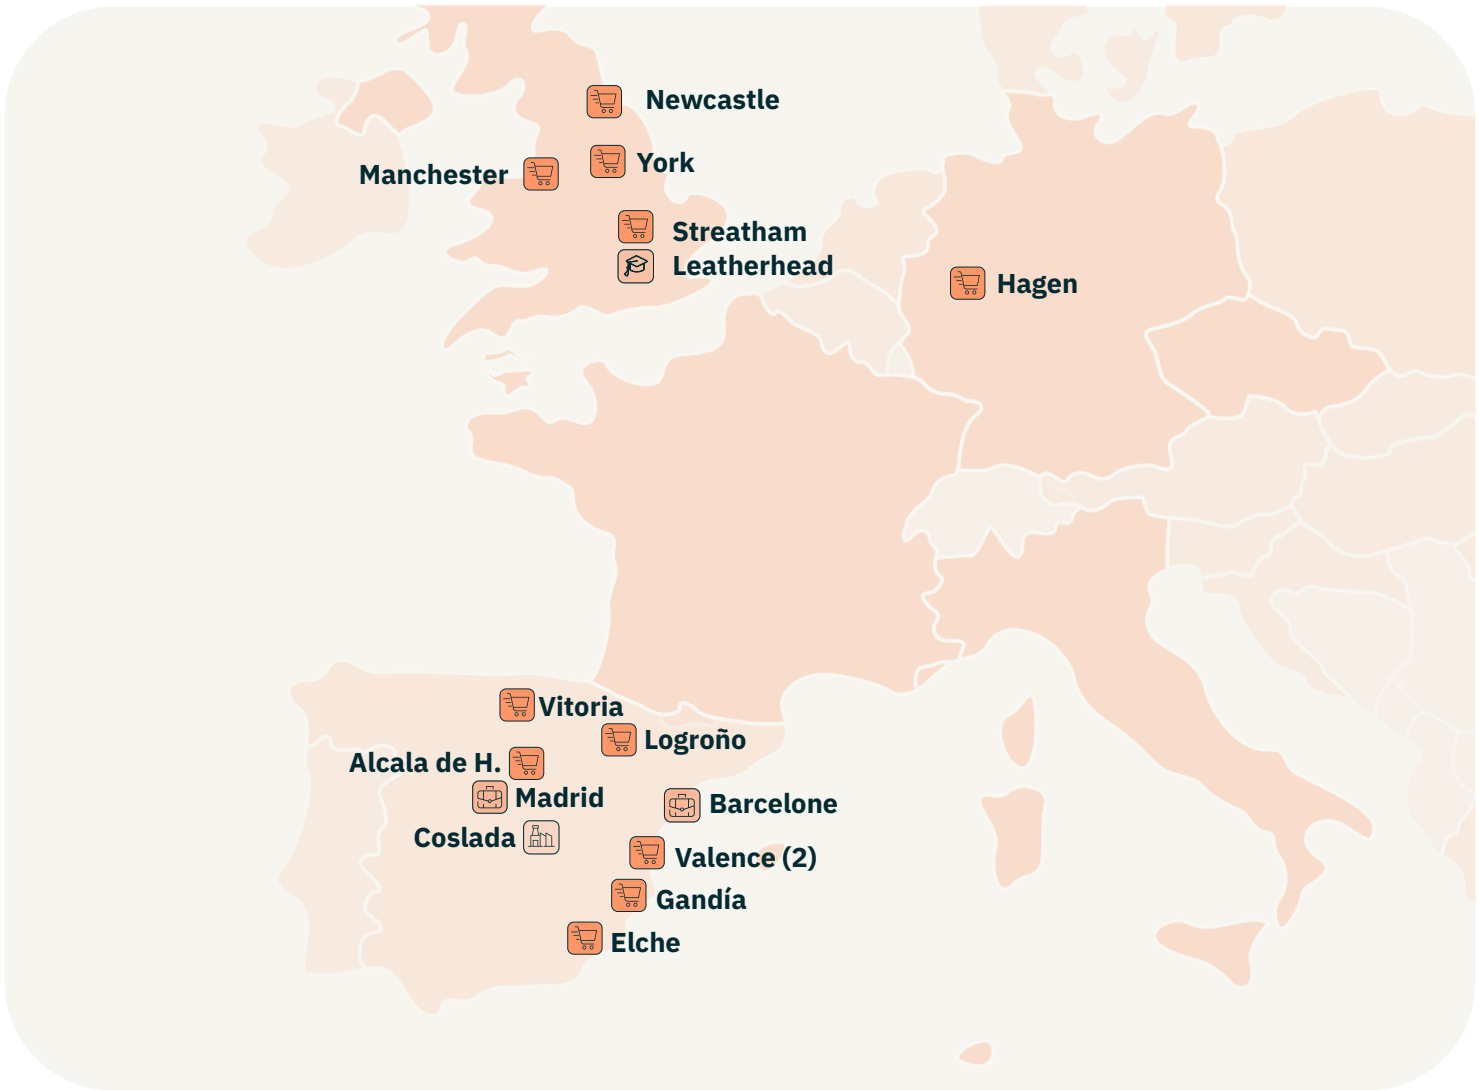 Newcastle
York
Manchester
Streatham
Leatherhead
Hagen
Vitoria
Logroño
Alcala de H.
Madrid
Barcelone
Coslada
Valence (2)
Gandía
Elche